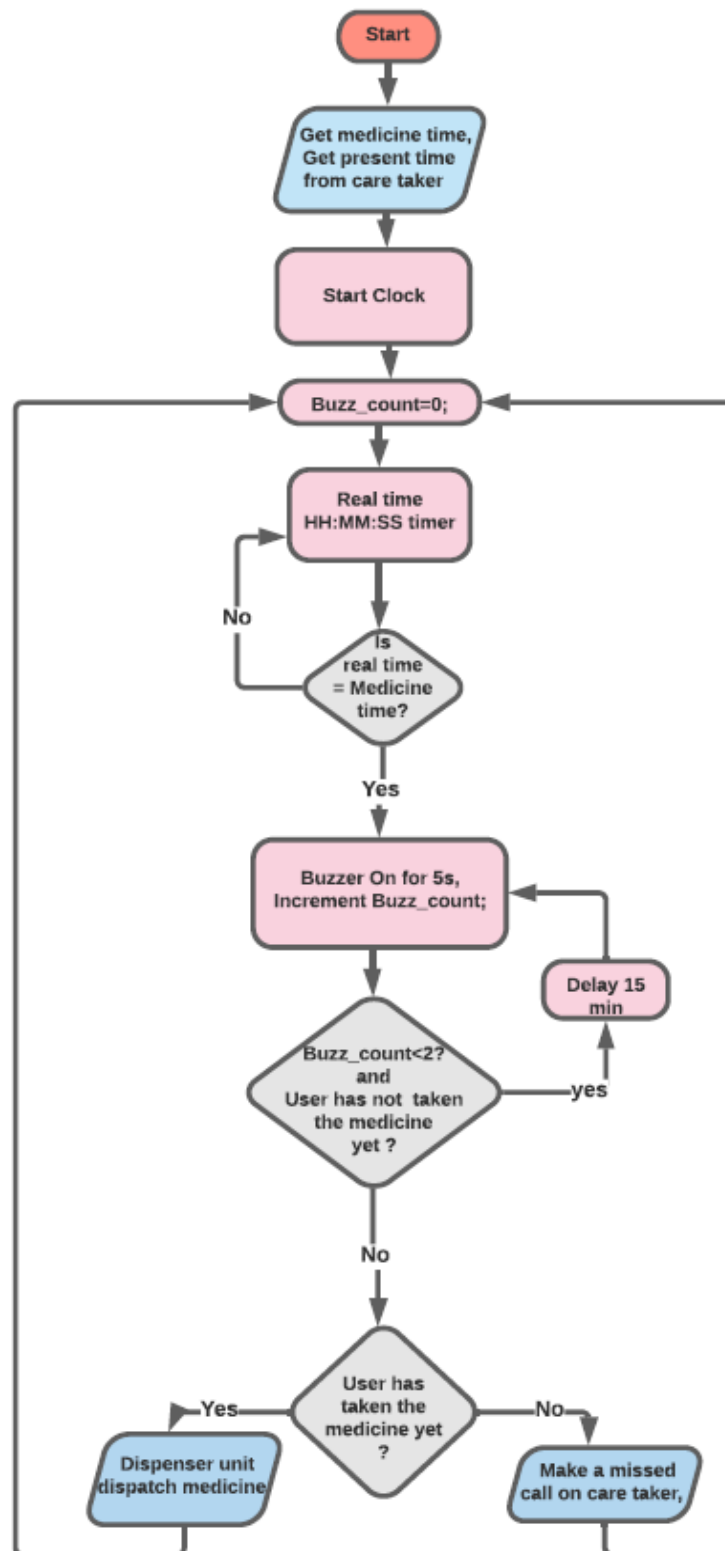 Start
Get medicine time,
Get present time
from care taker
Start Clock
Buzz_count=0;
Real time
HH:MM:SS timer
No
Is
real time
= Medicine
time?
Yes
Buzzer On for 5s,
Increment Buzz_count;
Delay 15
min
Buzz_count<2?
and
User has not taken
the medicine
yet ?
yes
No
User has
taken the
medicine yet
?
Yes
No
Dispenser unit
dispatch medicine
Make a missed
call on care taker,